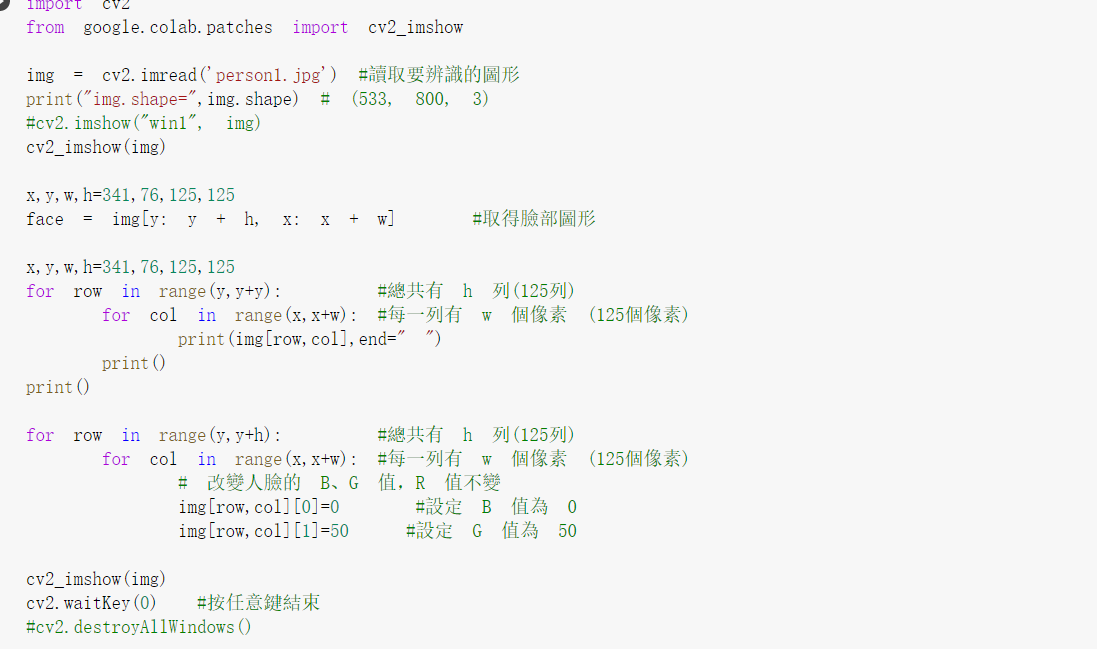 import cv2
from google.colab.patches import cv2_imshow
img = cv2.imread('person1.jpg') #讀取要辨識的圖形
print("img.shape=",img.shape) # (533, 800, 3)
#cv2.imshow("win1", img)
cv2_imshow(img)
x,y,w,h=341,76,125,125
face = img[y: y + h, x: x + w] #取得臉部圖形
x,y,w,h=341,76,125,125
for row in range(y,y+y): #總共有 h 列(125列)
for col in range(x,x+w): #每一列有 w 個像素 (125個像素)
print(img[row,col],end=" ")
print()
print()
for row in range(y,y+h): #總共有 h 列(125列)
for col in range(x,x+w): #每一列有 w 個像素 (125個像素)
# 改變人臉的 B、G 值，R 值不變
img[row,col][0]=0 #設定 B 值為 0
img[row,col][1]=50 #設定 G 值為 50
cv2_imshow(img)
cv2.waitKey(0) #按任意鍵結束
#cv2.destroyAllWindows()